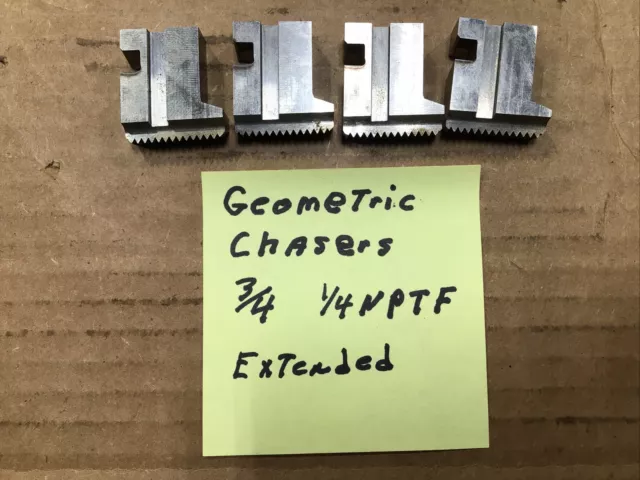 Geometric
Chasers
3/4 1/4 NPTF
Extended